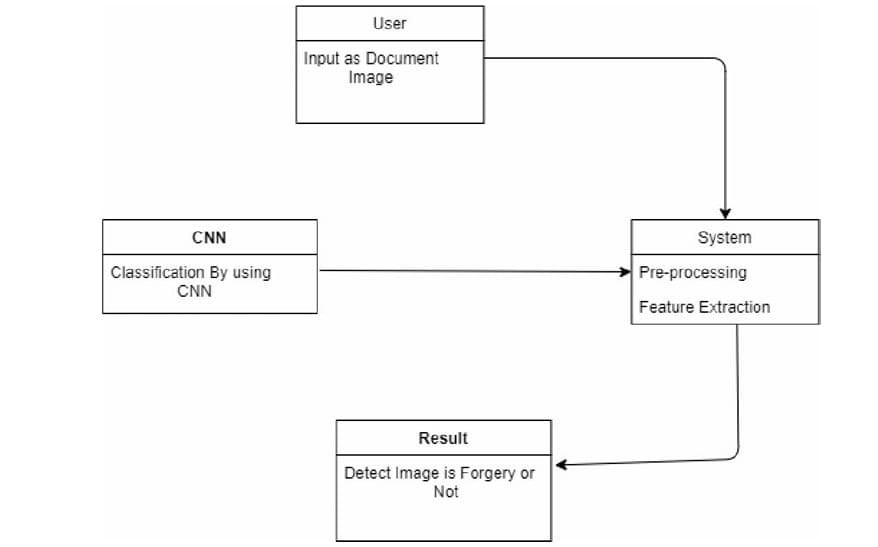 User
Input as Document
Image
CNN
Classification By using
CNN
System
Pre-processing
Feature Extraction
Result
Detect Image is Forgery or
Not